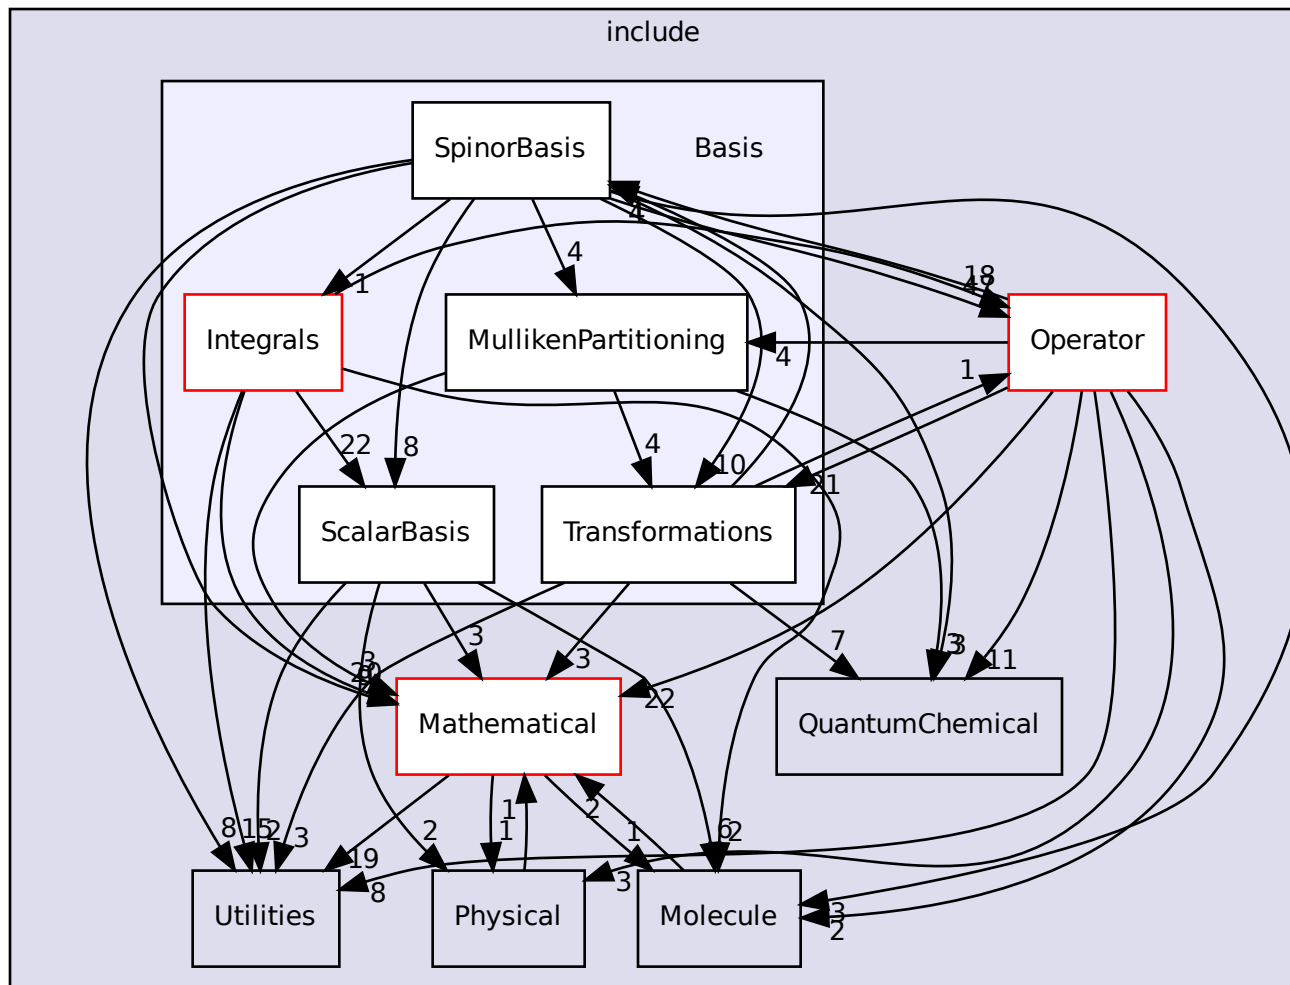 include
SpinorBasis
Basis
4
4
1
18
Integrals
MullikenPartitioning
Operator
4
1
22
8
4
10
21
ScalarBasis
Transformations
3
3
3
7
3
3
11
22
20
Mathematical
QuantumChemical
1
2
8
15
2
3
19
2
1
1
6
2
8
3
3
2
Utilities
Physical
Molecule